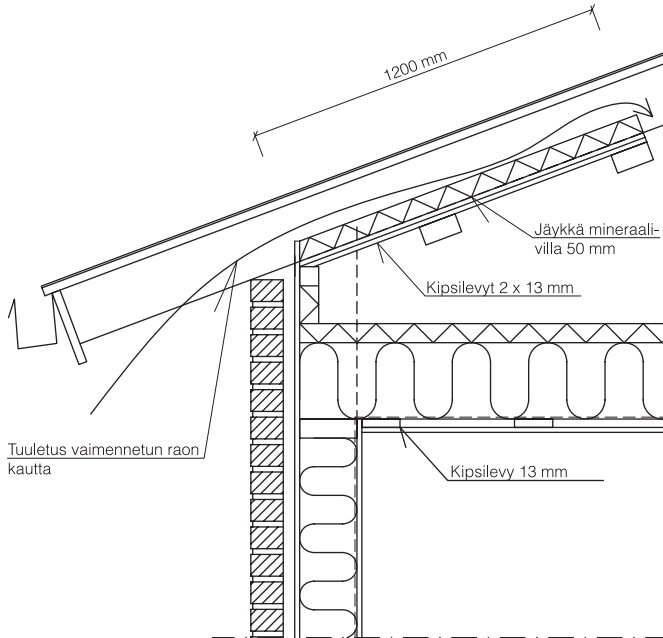 1200 mm
Jäykkä mineraali-
villa 50 mm
Kipsilevyt 2 x 13 mm
Tuuletus vaimennetun raon
kautta
Kipsilevy 13 mm